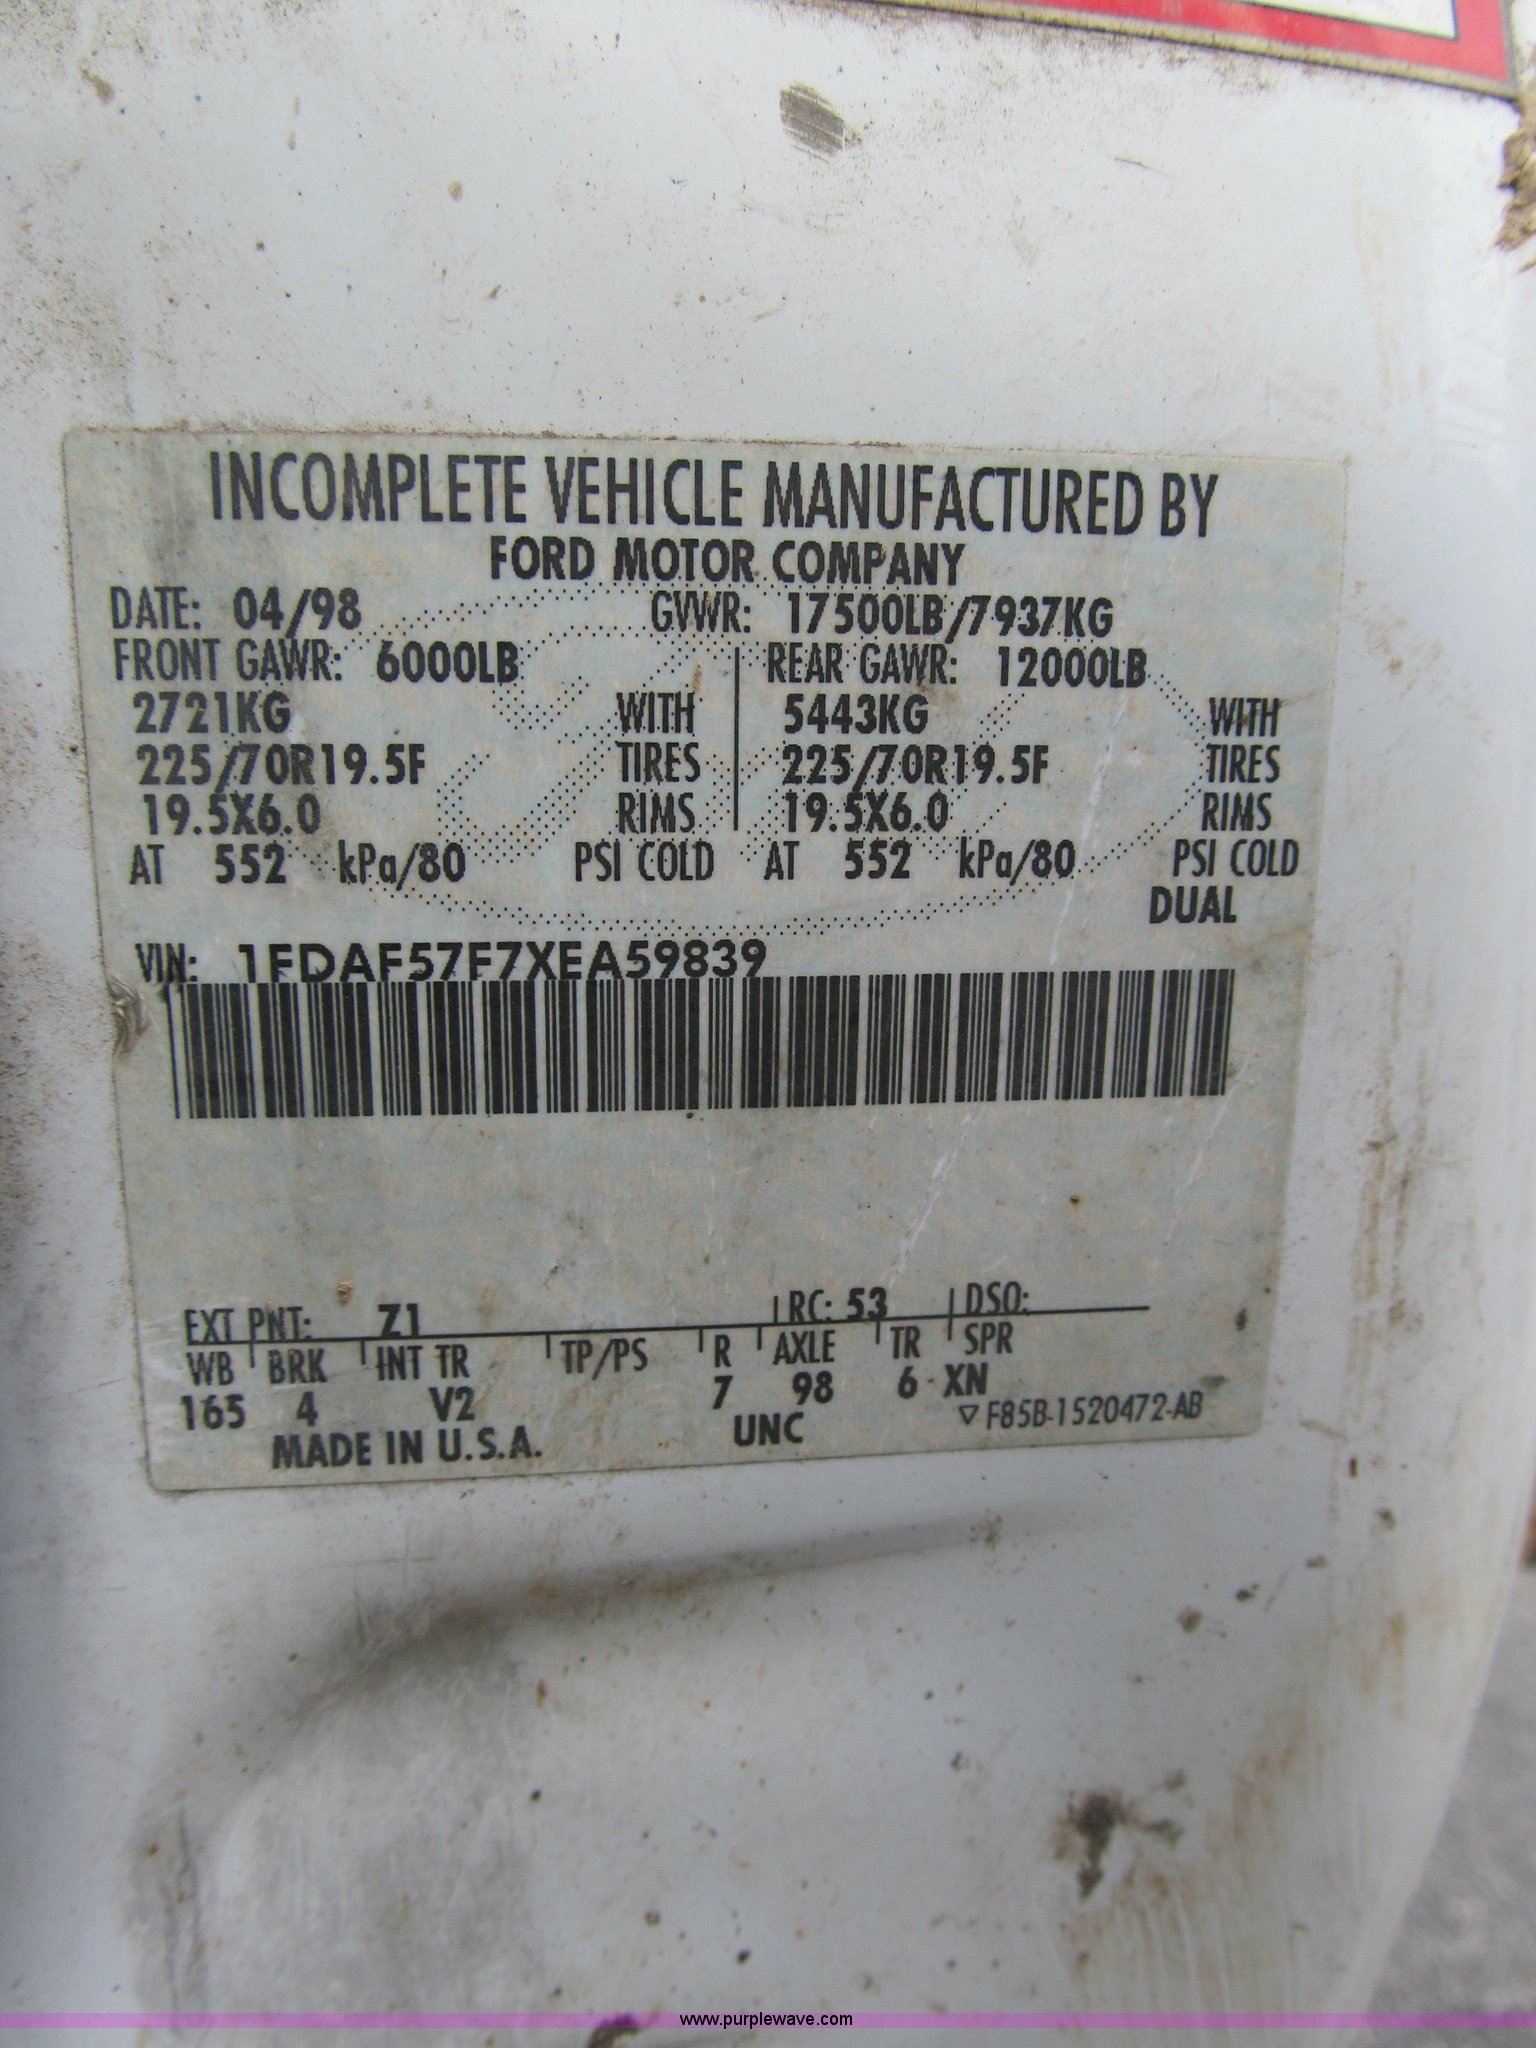 INCOMPLETE VEHICLE MANUFACTURED BY
FORD MOTOR COMPANY
DATE: 04/98 GVWR: 17500LB/7937KG
FRONT GAWR: 6000LB REAR GAWR: 12000LB
2721KG WITH 5443KG WITH
225/70R19.5F TIRES 225/70R19.5F TIRES
19.5X6.0 RIMS 19.5X6.0 RIMS
AT 552 kPa/80 PSI COLD AT 552 kPa/80 PSI COLD
DUAL
VIN: 1FDAF57F7XEA59839
EXT PNT: Z1 RC: 53 DSO:
WB BRK INT TR TP/PS R AXLE TR SPR
165 4 V2 7 98 6 XN
MADE IN U.S.A. UNC ▽ F85B-1520472-AB
www.purplewave.com